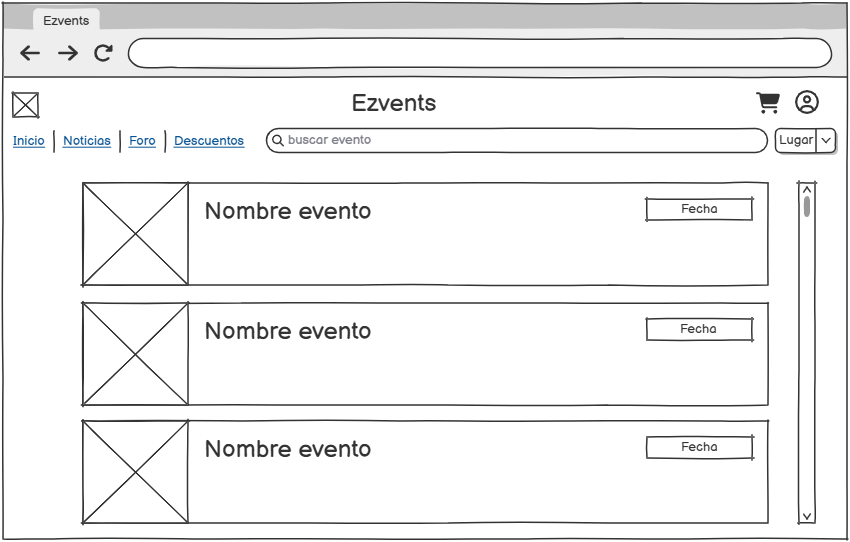 Ezvents
Ezvents
Inicio Noticias Foro Descuentos buscar evento Lugar
Nombre evento Fecha
Nombre evento Fecha
Nombre evento Fecha